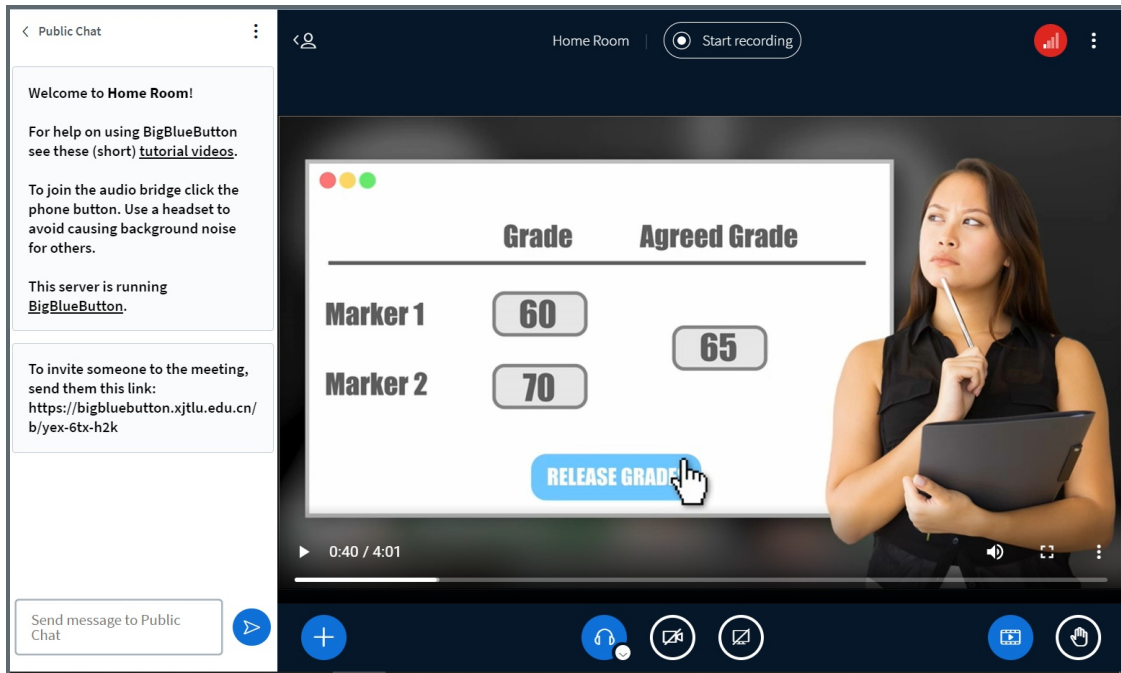 Public Chat
Welcome to Home Room!
For help on using BigBlueButton
see these (short) tutorial videos.
To join the audio bridge click the
phone button. Use a headset to
avoid causing background noise
for others.
This server is running
BigBlueButton.
To invite someone to the meeting,
send them this link:
https://bigbluebutton.xjtlu.edu.cn/
b/yex-6tx-h2k
Send message to Public
Chat
Home Room
Start recording
Grade Agreed Grade
Marker 1 60
65
Marker 2 70
RELEASE GRADE
0:40 / 4:01